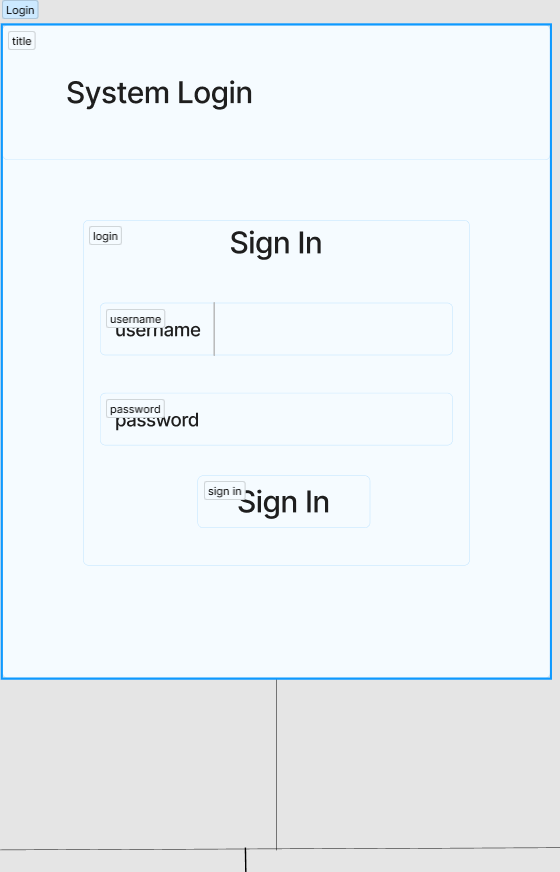 Login
title
System Login
login
Sign In
username
username
password
password
sign in
Sign In